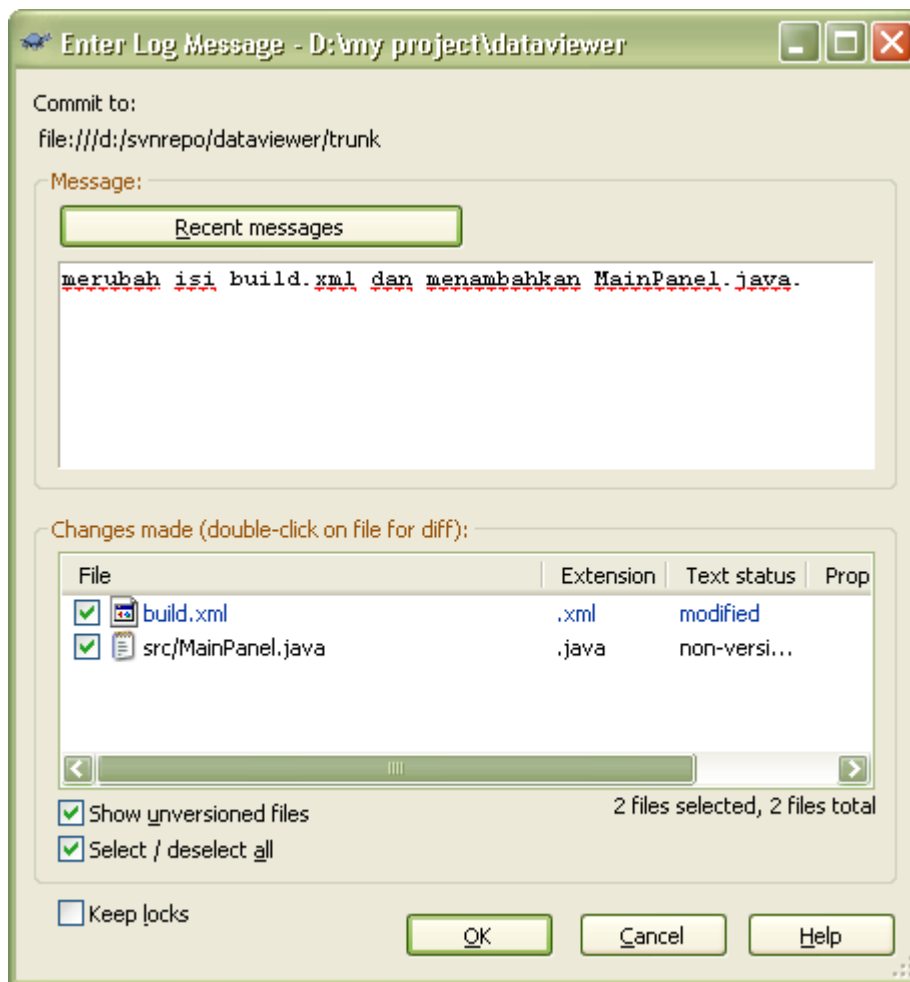 Enter Log Message - D:\my project\dataviewer
Commit to:
file:///d:/svnrepo/dataviewer/trunk
Message:
Recent messages
merubah isi build.xml dan menambahkan MainPanel.java.
Changes made (double-click on file for diff):
File Extension Text status Prop
build.xml .xml modified
src/MainPanel.java .java non-versi...
Show unversioned files
2 files selected, 2 files total
Select / deselect all
Keep locks
OK Cancel Help